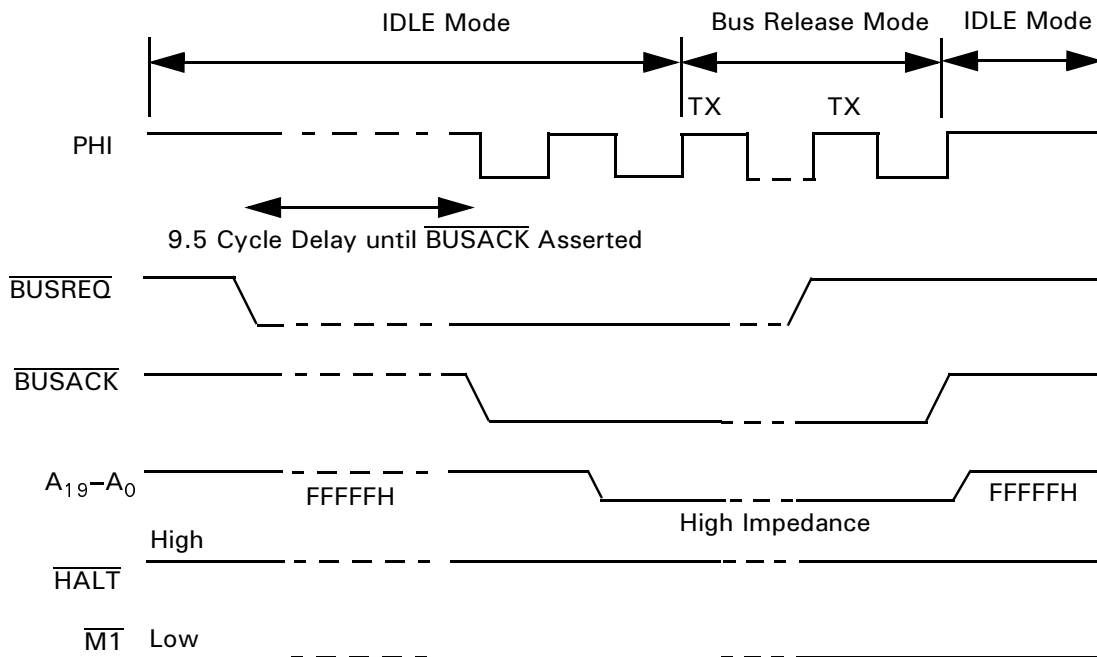 IDLE Mode
Bus Release Mode
IDLE Mode
TX
TX
PHI
9.5 Cycle Delay until BUSACK Asserted
BUSREQ
BUSACK
A19–A0
FFFFFH
FFFFFH
High Impedance
High
HALT
M1 Low